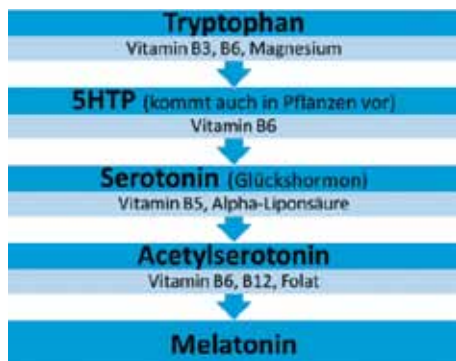 Tryptophan
Vitamin B3, B6, Magnesium
5HTP (kommt auch in Pflanzen vor)
Vitamin B6
Serotonin (Glückshormon)
Vitamin B5, Alpha-Liponsäure
Acetylserotonin
Vitamin B6, B12, Folat
Melatonin